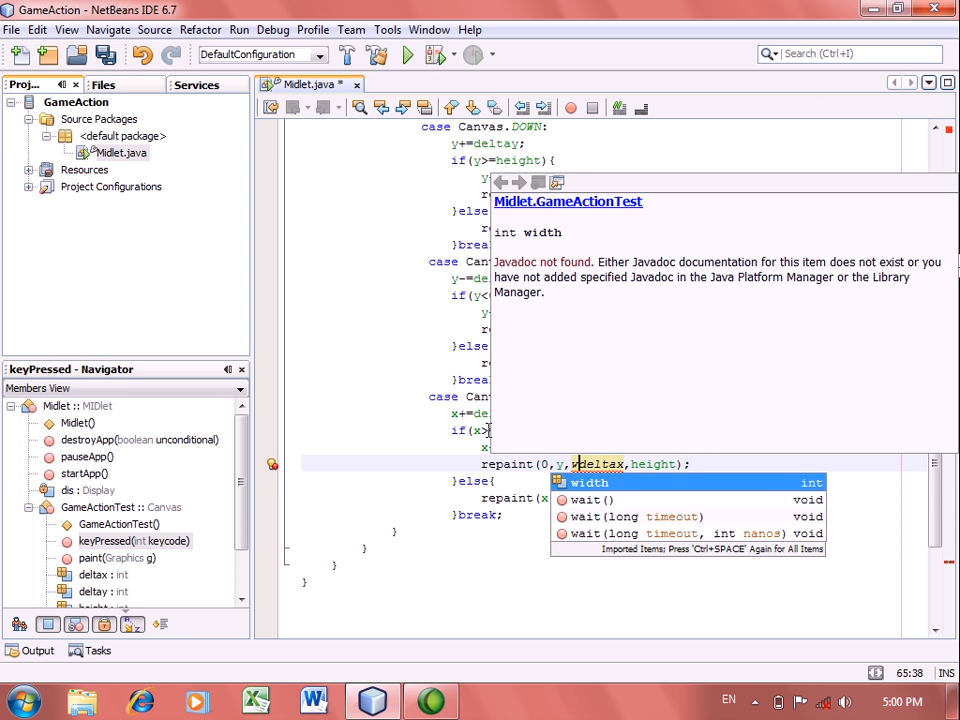 GameAction - NetBeans IDE 6.7
File Edit View Navigate Source Refactor Run Debug Profile Team Tools Window Help
DefaultConfiguration
Search (Ctrl+I)
Proj... Files Services
GameAction
Source Packages
<default package>
Midlet.java
Resources
Project Configurations
keyPressed - Navigator
Members View
Midlet :: MIDlet
Midlet()
destroyApp(boolean unconditional)
pauseApp()
startApp()
dis : Display
GameActionTest :: Canvas
GameActionTest()
keyPressed(int keycode)
paint(Graphics g)
deltax : int
deltay : int
height : int
Output Tasks
Midlet.java *
case Canvas.DOWN:
y+=deltay;
if(y>=height){
y
re
}else
r
}brea
case Can
y-=de
if(y<
y
r
}else
r
}brea
case Can
x+=de
if(x>
x
repaint(0,y,wdeltax,height);
}else{
repaint(x
}break;
}
}
}
}
Midlet.GameActionTest
int width
Javadoc not found. Either Javadoc documentation for this item does not exist or you
have not added specified Javadoc in the Java Platform Manager or the Library
Manager.
width int
wait() void
wait(long timeout) void
wait(long timeout, int nanos) void
Imported Items; Press 'Ctrl+SPACE' Again for All Items
65:38 INS
EN 5:00 PM